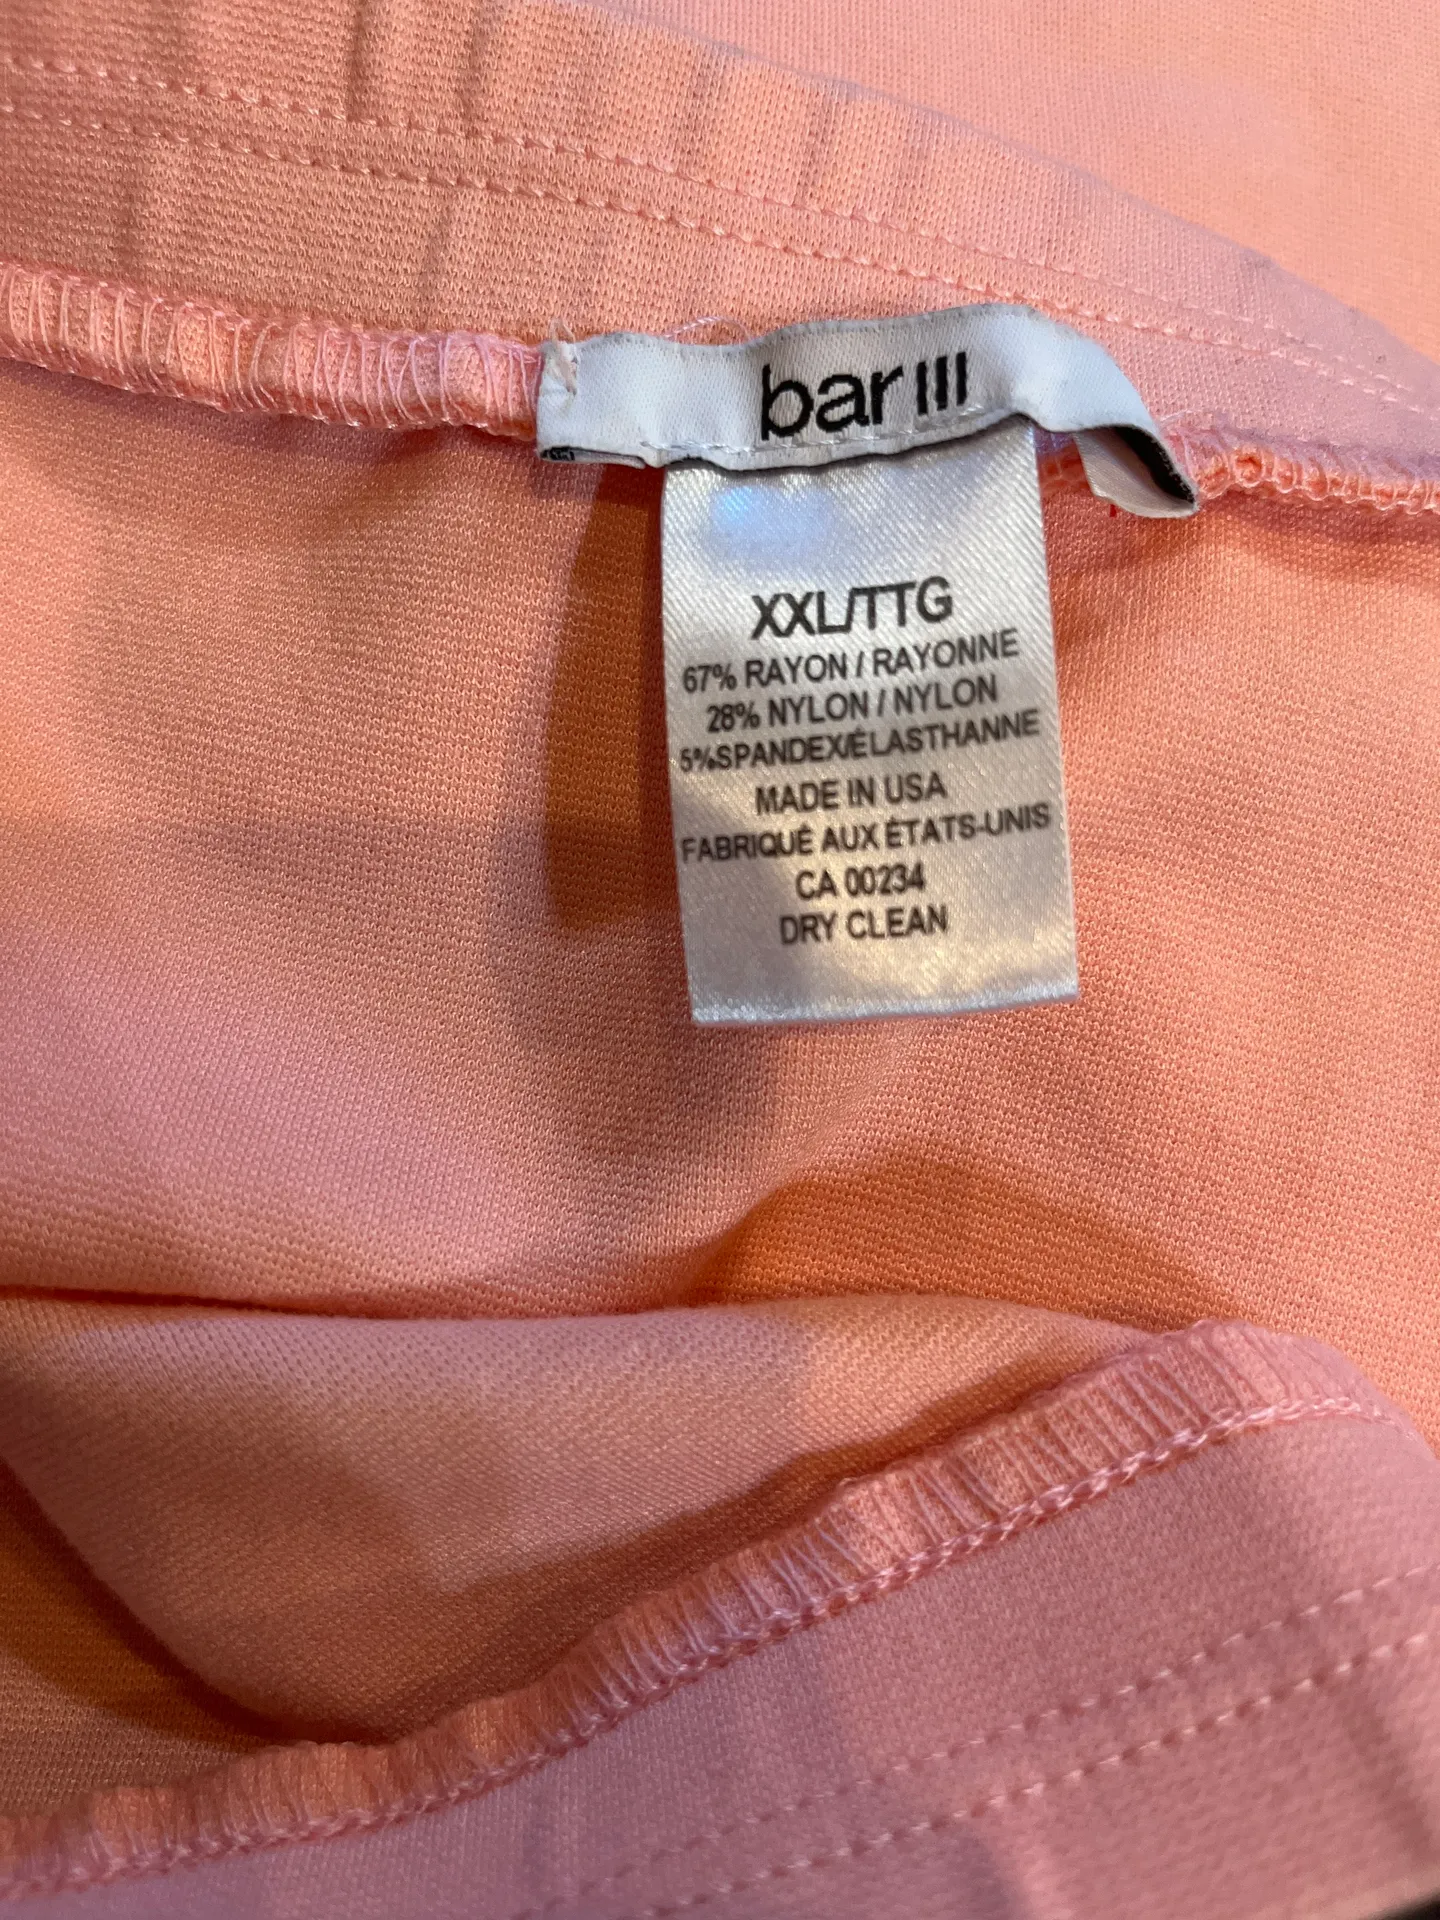 bar III
XXL/TTG
67% RAYON / RAYONNE
28% NYLON / NYLON
5%SPANDEX/ÉLASTHANNE
MADE IN USA
FABRIQUÉ AUX ÉTATS-UNIS
CA 00234
DRY CLEAN